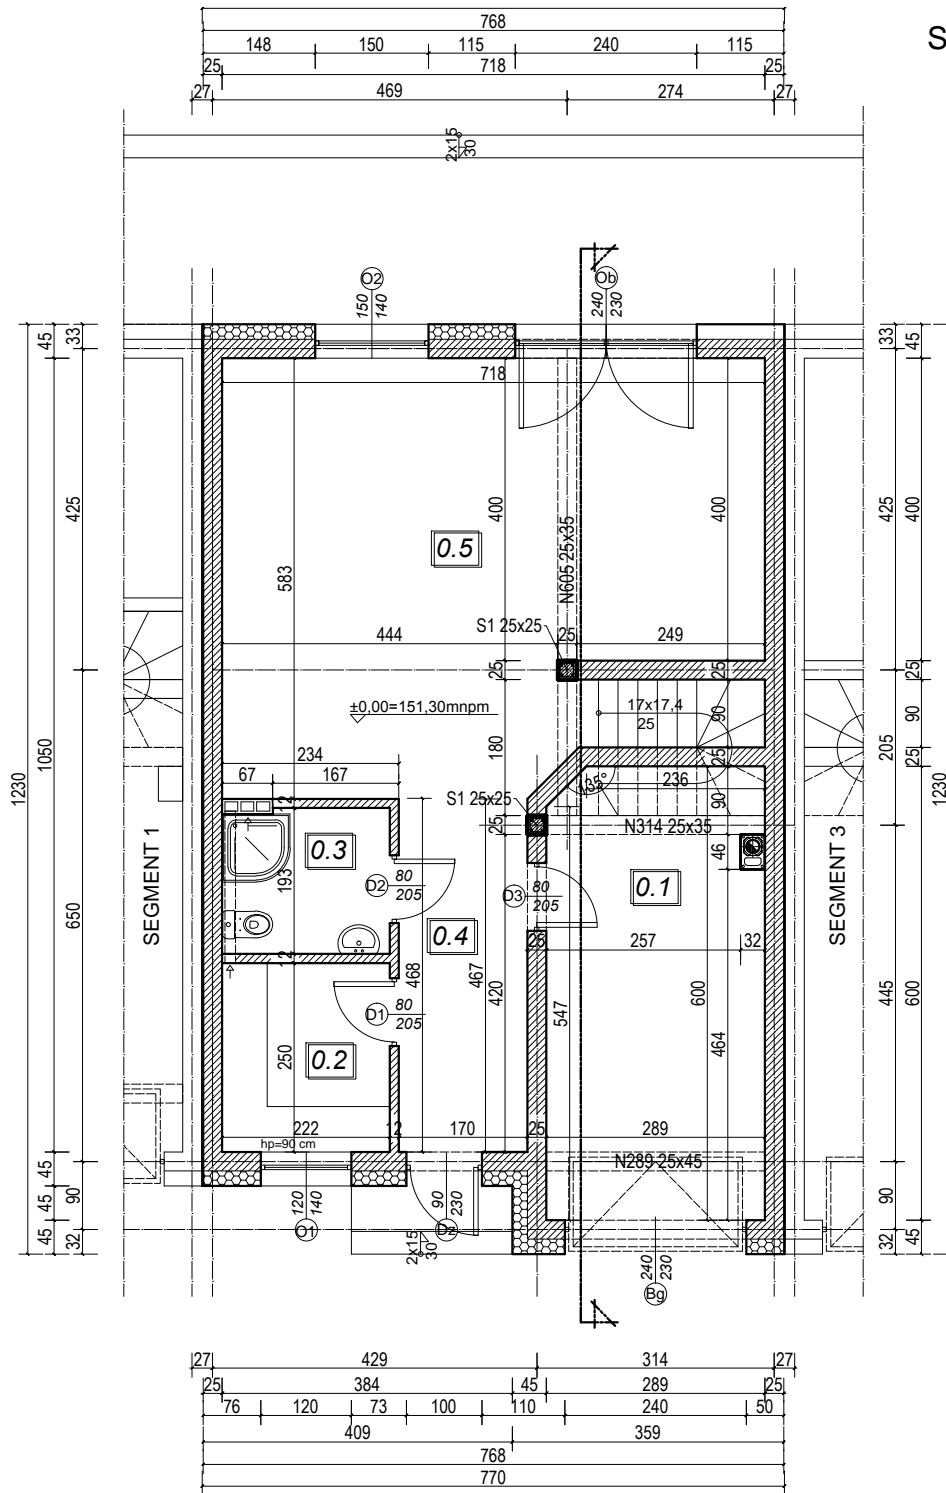 768
S
148 150 115 240 115
25 718 25
27 469 274 27
2x15
30
O2
150
140
Ob
240
230
33
45
33
45
718
425
400
400
425
400
0.5
N605 25x35
583
S1 25x25
444 25 249
25
25
25
±0,00=151,30mnpm
17x17,4
25
90
90
180
205
1050
234
25
25
67 167
236
135°
1230
1230
12
S1 25x25
90
25
N314 25x35
46
SEGMENT 1
0.3
193
D2
80
205
D3
80
205
0.1
SEGMENT 3
650
0.4
25 257 32
12
468
467
420
547
600
464
445
600
D1
80
205
250
0.2
222 12 170 25 289
hp=90 cm
N289 25x45
45
45
90
45
32
90
32
45
120
140
O1
90
230
Dz
2x15
30
240
230
Bg
27 429 314 27
25 384 45 289 25
76 120 73 100 110 240 50
409 359
768
770